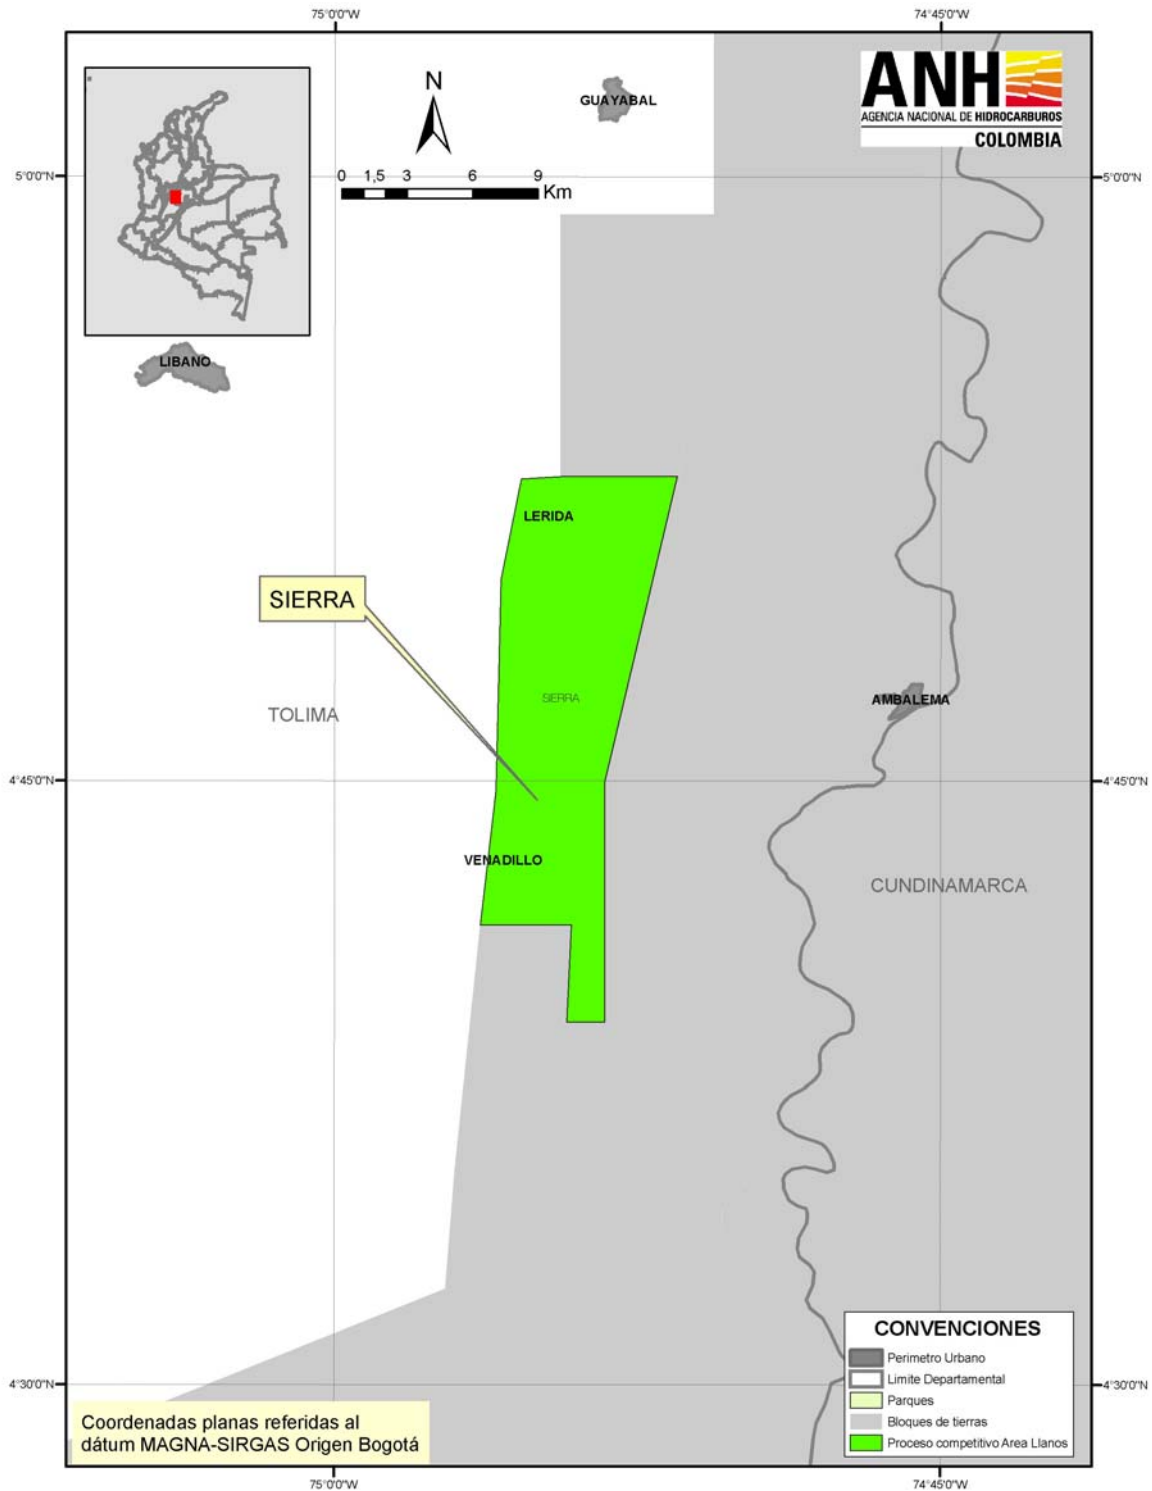 75°0'0"W
74°45'0"W
N
GUAYABAL
ANH
AGENCIA NACIONAL DE HIDROCARBUROS
COLOMBIA
5°0'0"N
0 1,5 3 6 9
Km
5°0'0"N
LIBANO
LERIDA
SIERRA
SIERRA
AMBALEMA
TOLIMA
4°45'0"N
4°45'0"N
VENADILLO
CUNDINAMARCA
CONVENCIONES
Perimetro Urbano
Limite Departamental
Parques
Bloques de tierras
Proceso competitivo Area Llanos
4°30'0"N
4°30'0"N
Coordenadas planas referidas al
dátum MAGNA-SIRGAS Origen Bogotá
75°0'0"W
74°45'0"W